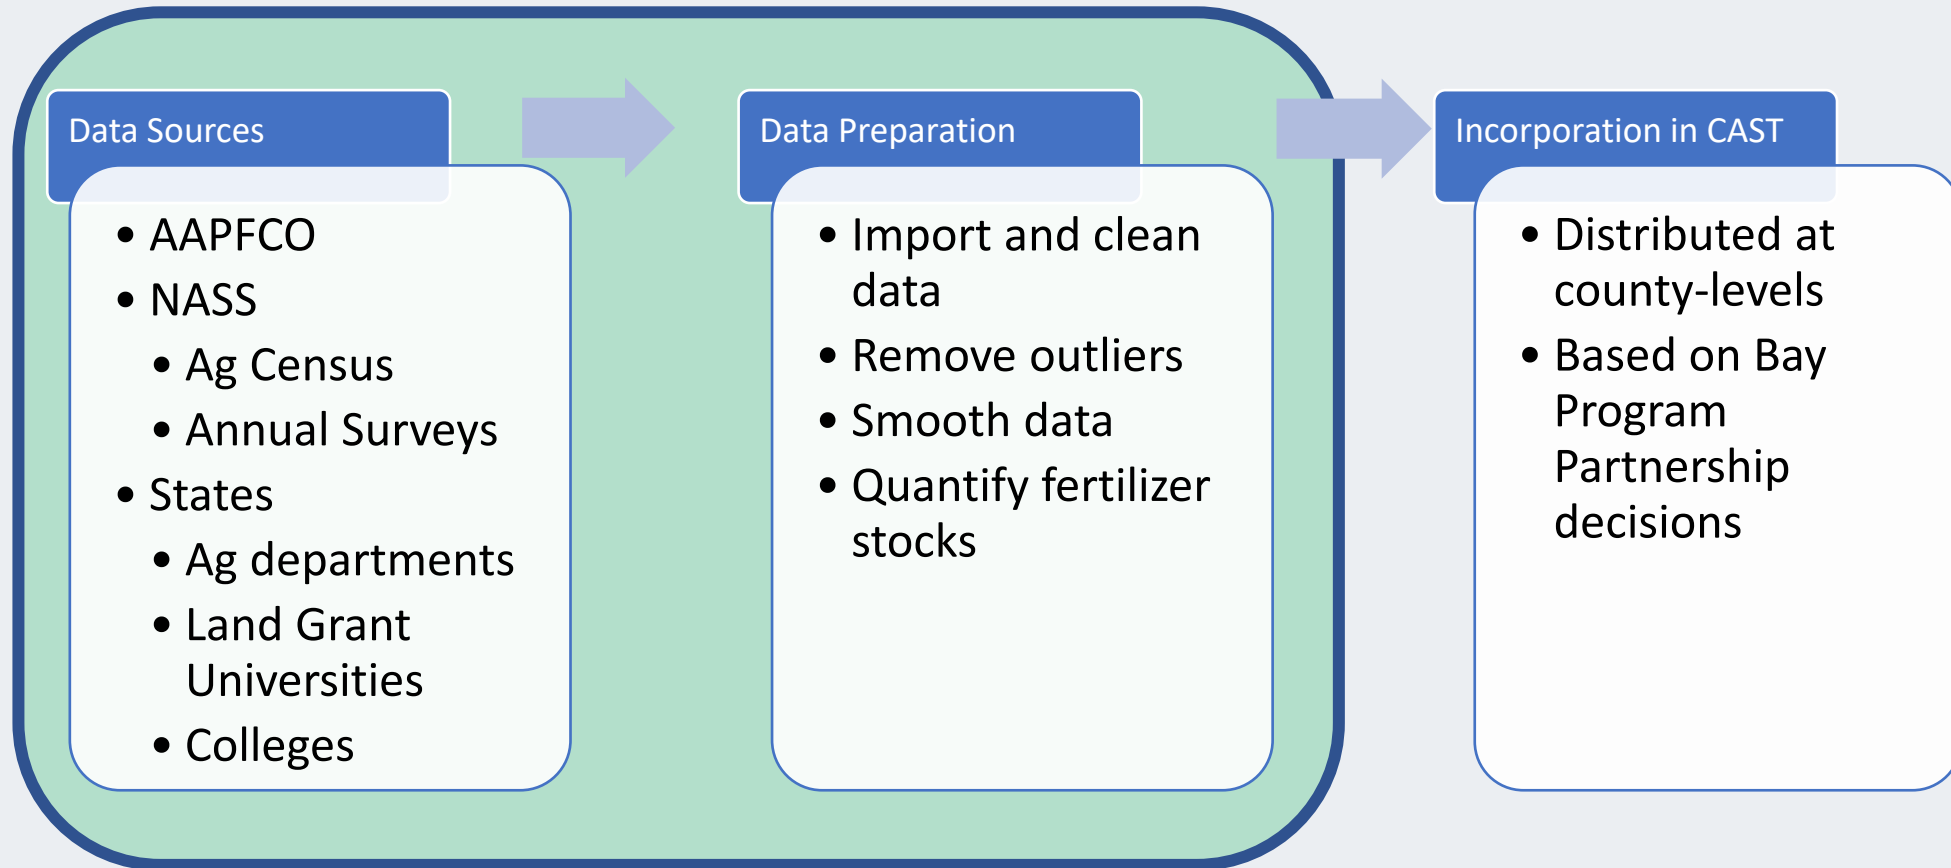 Data Sources
• AAPFCO
• NASS
• Ag Census
• Annual Surveys
• States
• Ag departments
• Land Grant
Universities
• Colleges
Data Preparation
• Import and clean
data
• Remove outliers
• Smooth data
• Quantify fertilizer
stocks
Incorporation in CAST
• Distributed at
county-levels
• Based on Bay
Program
Partnership
decisions